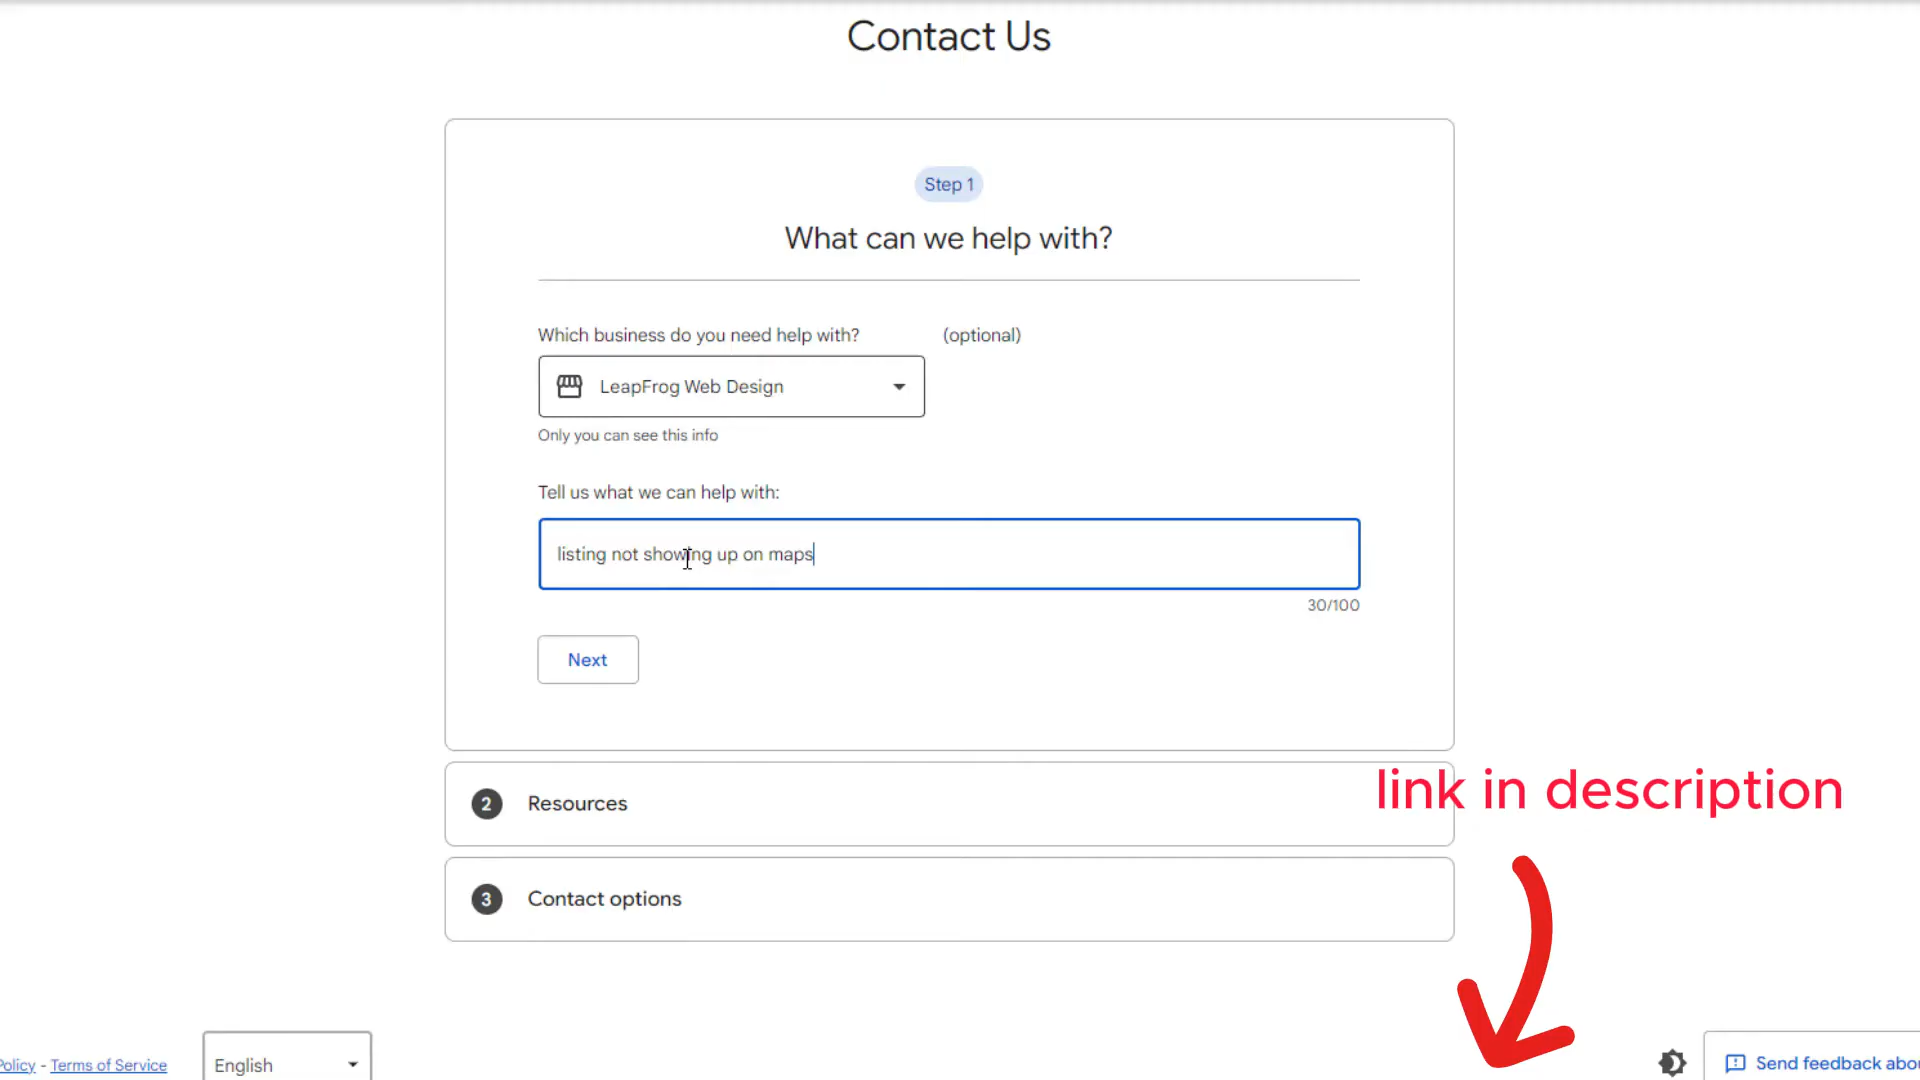 Contact Us
Step 1
What can we help with?
Which business do you need help with? (optional)
LeapFrog Web Design
Only you can see this info
Tell us what we can help with:
listing not showing up on maps
30/100
Next
2 Resources
link in description
3 Contact options
Policy - Terms of Service
English
Send feedback abou